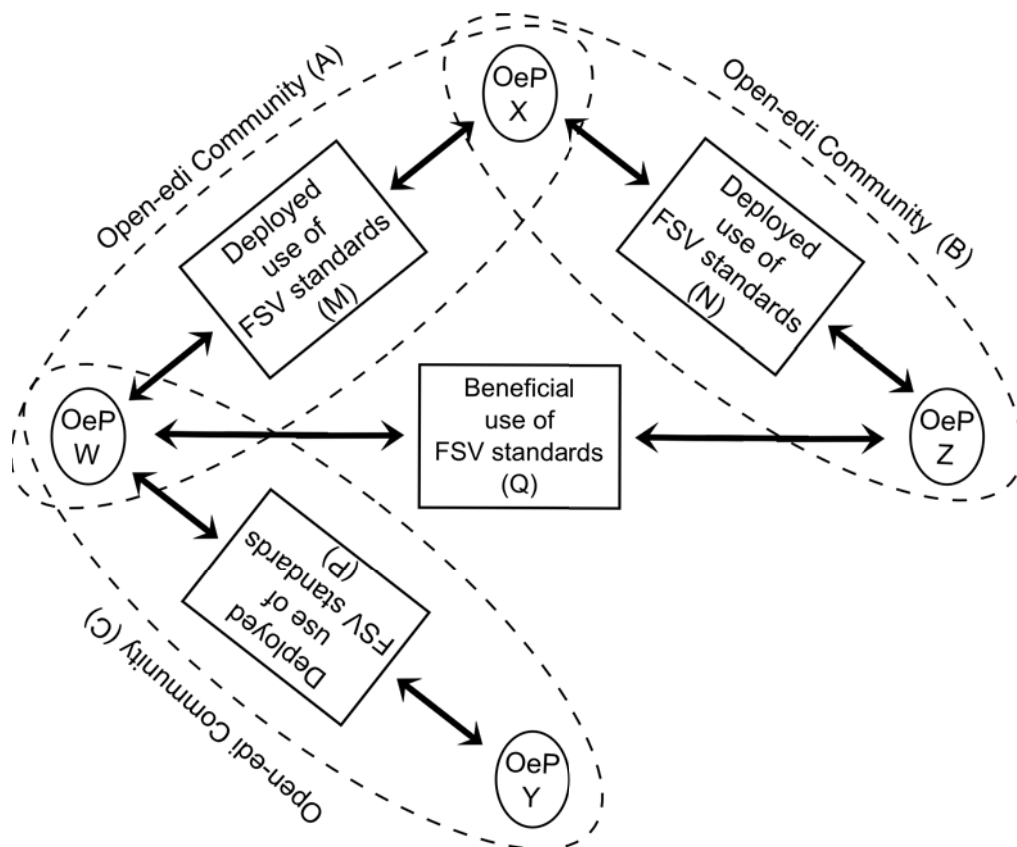 Open-edi Community (A)
OeP
X
Open-edi Community (B)
Deployed
use of
FSV standards
(M)
Deployed
use of
FSV standards
(N)
OeP
W
Beneficial
use of
FSV standards
(Q)
OeP
Z
Deployed
use of
FSV standards
(P)
Open-edi Community (C)
OeP
Y